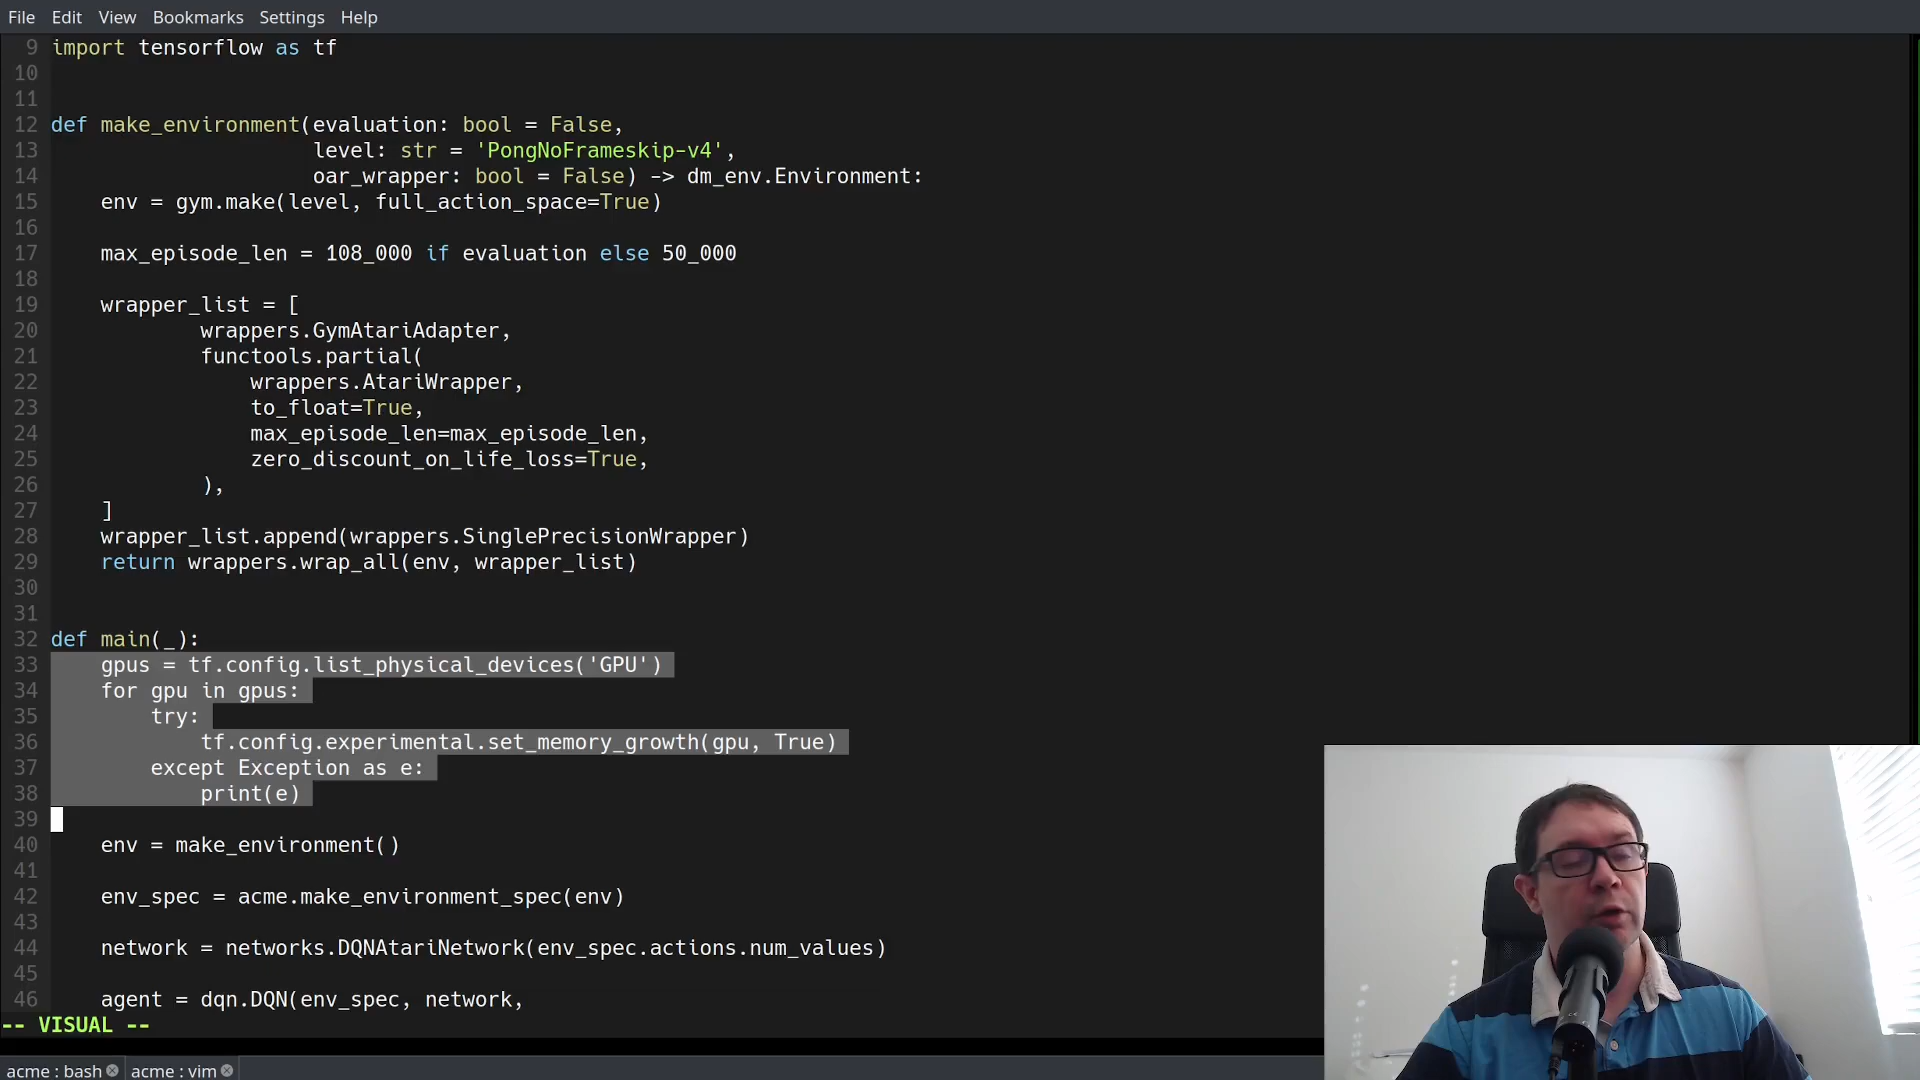 File Edit View Bookmarks Settings Help
9 import tensorflow as tf
10
11
12 def make_environment(evaluation: bool = False,
13                      level: str = 'PongNoFrameskip-v4',
14                      oar_wrapper: bool = False) -> dm_env.Environment:
15     env = gym.make(level, full_action_space=True)
16
17     max_episode_len = 108_000 if evaluation else 50_000
18
19     wrapper_list = [
20             wrappers.GymAtariAdapter,
21             functools.partial(
22                 wrappers.AtariWrapper,
23                 to_float=True,
24                 max_episode_len=max_episode_len,
25                 zero_discount_on_life_loss=True,
26             ),
27     ]
28     wrapper_list.append(wrappers.SinglePrecisionWrapper)
29     return wrappers.wrap_all(env, wrapper_list)
30
31
32 def main(_):
33     gpus = tf.config.list_physical_devices('GPU')
34     for gpu in gpus:
35         try:
36             tf.config.experimental.set_memory_growth(gpu, True)
37         except Exception as e:
38             print(e)
39
40     env = make_environment()
41
42     env_spec = acme.make_environment_spec(env)
43
44     network = networks.DQNAtariNetwork(env_spec.actions.num_values)
45
46     agent = dqn.DQN(env_spec, network,
-- VISUAL --
acme : bash acme : vim